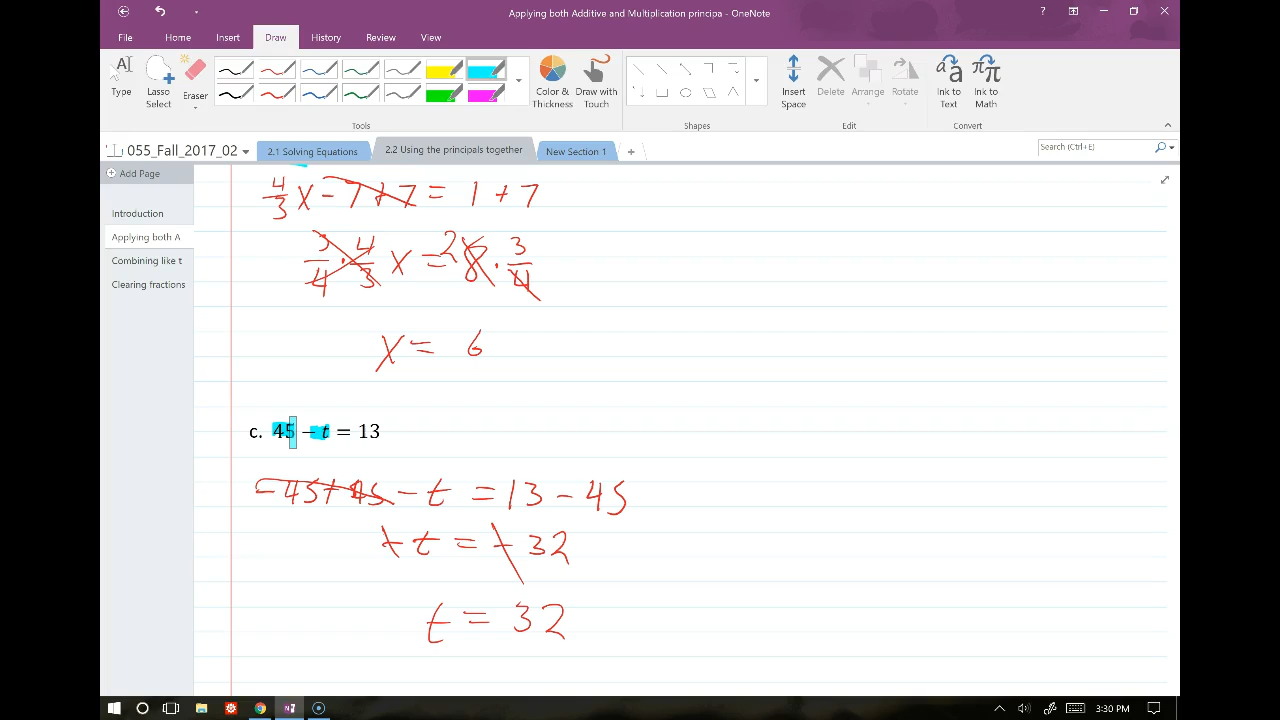 Applying both Additive and Multiplication principa - OneNote
?
File Home Insert Draw History Review View
Type
Lasso Select
Eraser
Color & Thickness
Draw with Touch
Insert Space
Delete
Arrange
Rotate
Ink to Text
Ink to Math
Tools Shapes Edit Convert
055_Fall_2017_02
2.1 Solving Equations
2.2 Using the principals together
New Section 1
+
Search (Ctrl+E)
Add Page
Introduction
Applying both A
Combining like t
Clearing fractions
4/3 x - 7 + 7 = 1 + 7
3/4 · 4/3 x = 2 8 · 3/4
x = 6
c. 45 − t = 13
- 45 + 45 - t = 13 - 45
- t = - 32
t = 32
3:30 PM